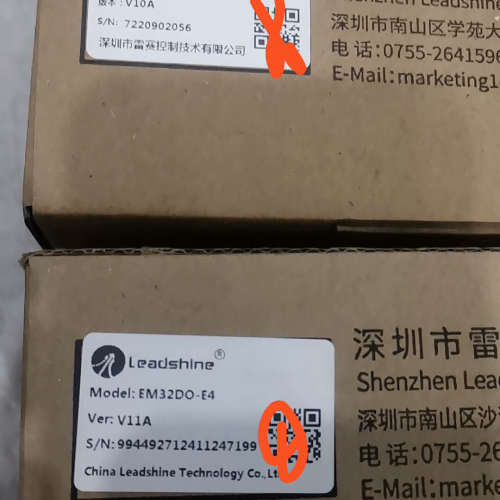 版本: V10A
S/N: 7220902056
深圳市雷赛控制技术有限公司
Shenzhen Leadshine
深圳市南山区学苑大
电 话:0755-2641596
E-Mail:marketing1
Leadshine®
Model: EM32DO-E4
Ver: V11A
S/N: 994492712411247199
China Leadshine Technology Co.,Lt
深圳市雷
Shenzhen Lea
深圳市南山区沙
电 话:0755-26
E-Mail:marke